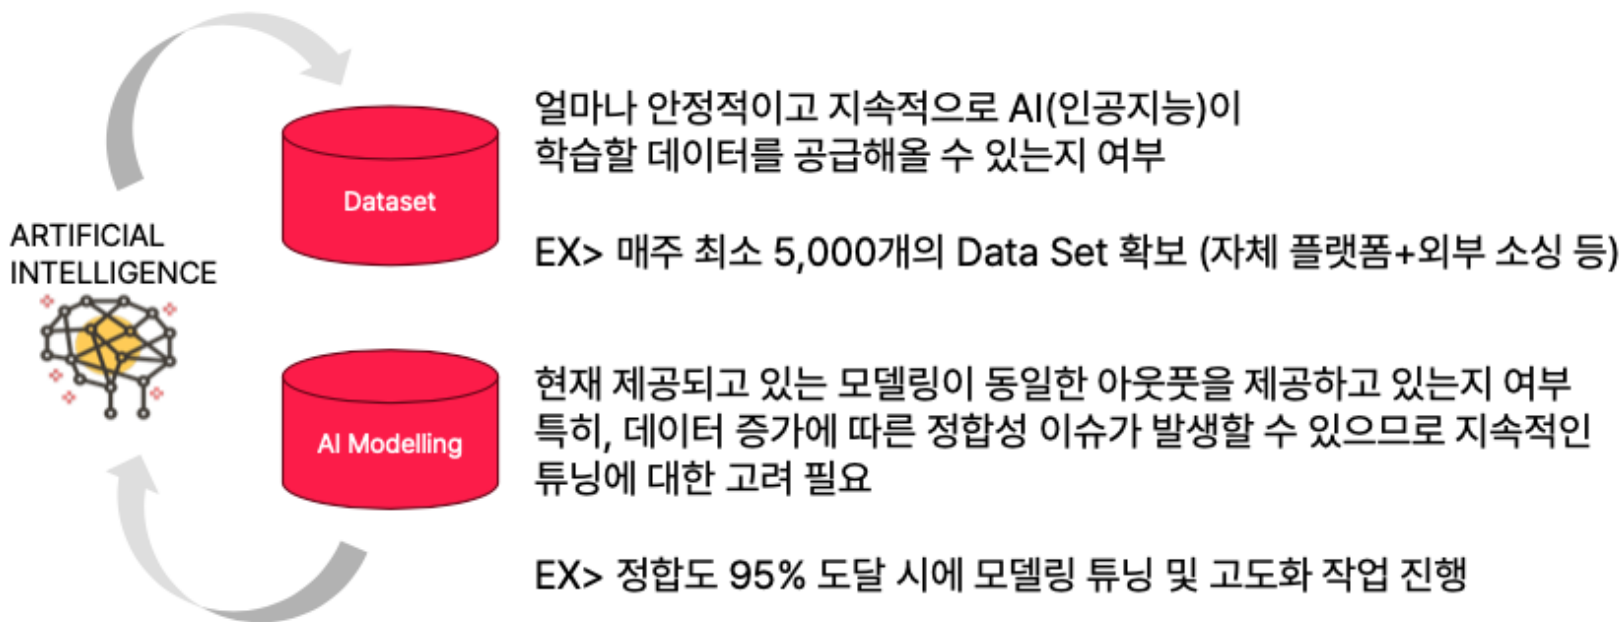 ARTIFICIAL
INTELLIGENCE
Dataset
얼마나 안정적이고 지속적으로 AI(인공지능)이
학습할 데이터를 공급해올 수 있는지 여부
EX> 매주 최소 5,000개의 Data Set 확보 (자체 플랫폼+외부 소싱 등)
AI Modelling
현재 제공되고 있는 모델링이 동일한 아웃풋을 제공하고 있는지 여부
특히, 데이터 증가에 따른 정합성 이슈가 발생할 수 있으므로 지속적인
튜닝에 대한 고려 필요
EX> 정합도 95% 도달 시에 모델링 튜닝 및 고도화 작업 진행